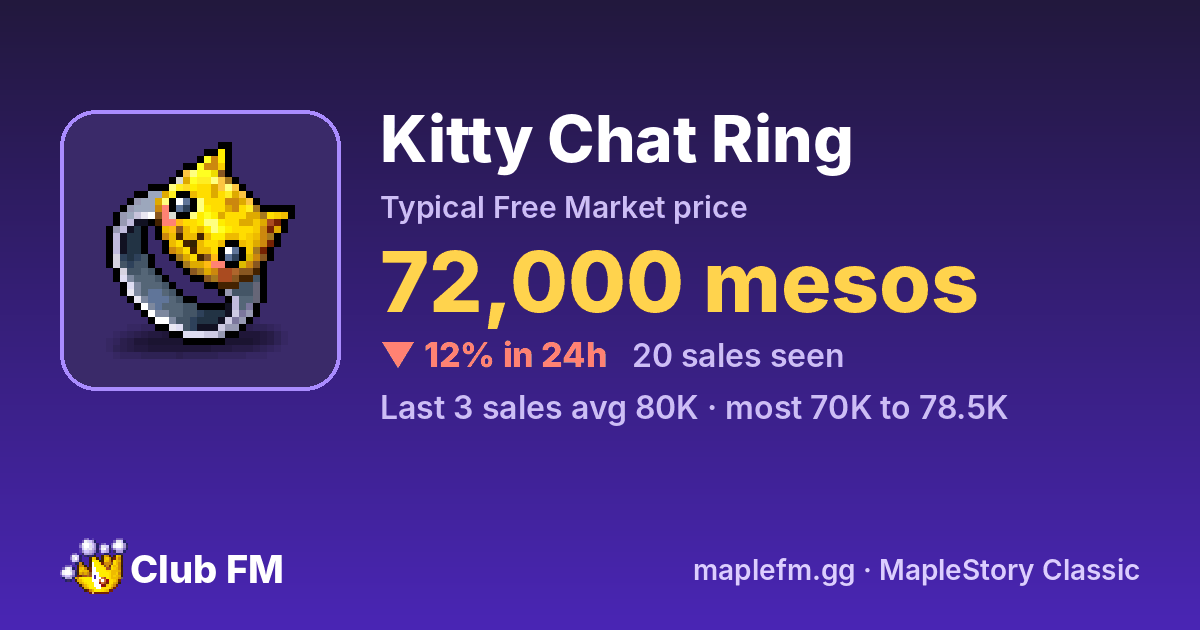 Kitty Chat Ring
Typical Free Market price
72,000 mesos
▼ 12% in 24h 20 sales seen
Last 3 sales avg 80K · most 70K to 78.5K
Club FM
maplefm.gg · MapleStory Classic